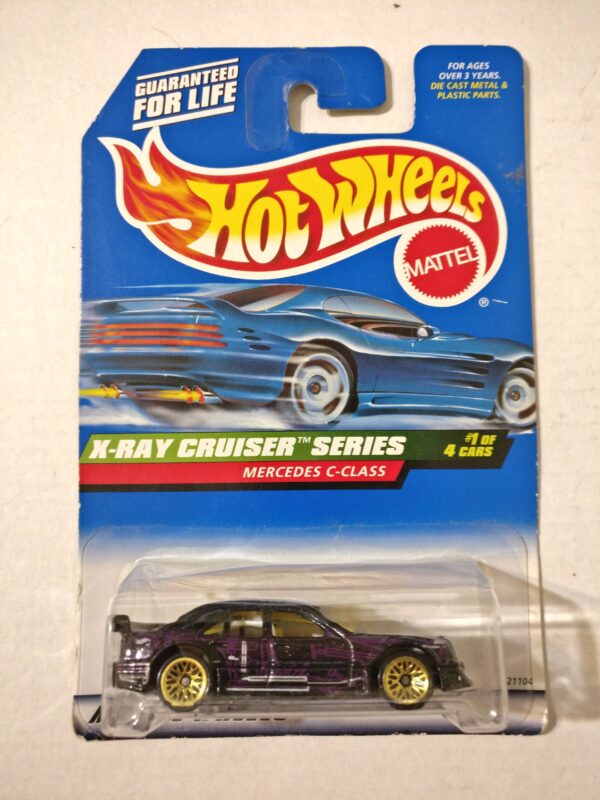 GUARANTEED
FOR LIFE
FOR AGES
OVER 3 YEARS.
DIE CAST METAL &
PLASTIC PARTS.
HOT WHEELS
MATTEL
®
X-RAY CRUISER™ SERIES
#1 OF
4 CARS
MERCEDES C-CLASS
21104